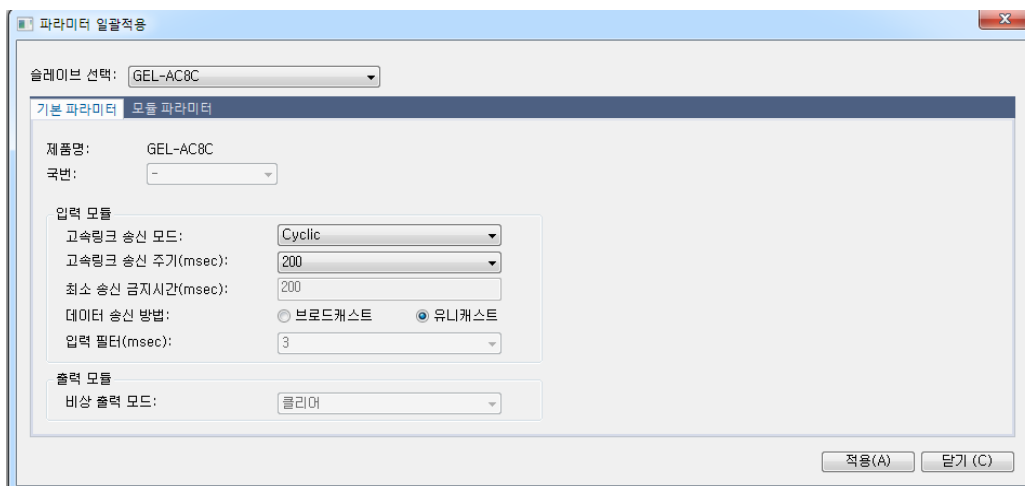 파라미터 일괄적용
슬레이브 선택: GEL-AC8C
기본 파라미터 모듈 파라미터
제품명: GEL-AC8C
국번: -
입력 모듈
고속링크 송신 모드: Cyclic
고속링크 송신 주기(msec): 200
최소 송신 금지시간(msec): 200
데이터 송신 방법: 브로드캐스트 유니캐스트
입력 필터(msec): 3
출력 모듈
비상 출력 모드: 클리어
적용(A) 닫기 (C)